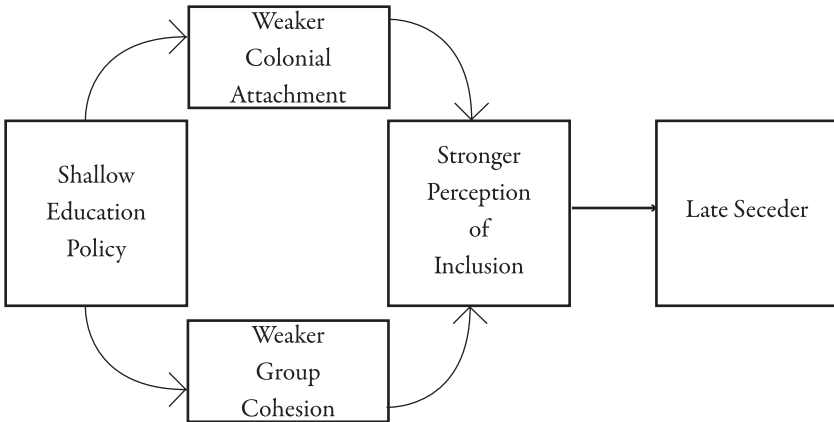 Weaker
Colonial
Attachment
Shallow
Education
Policy
Stronger
Perception
of
Inclusion
Late Seceder
Weaker
Group
Cohesion